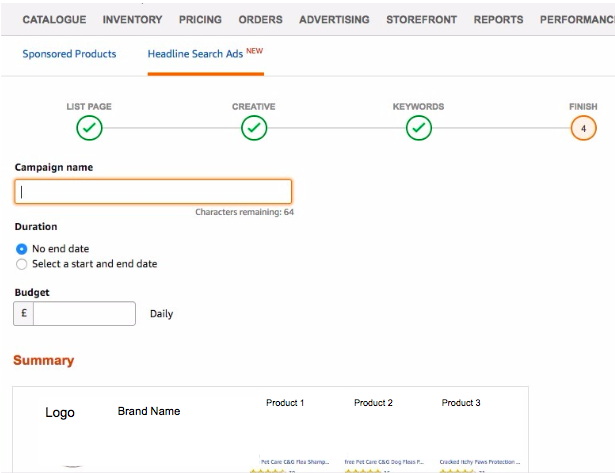 CATALOGUE INVENTORY PRICING ORDERS ADVERTISING STOREFRONT REPORTS PERFORMANC
Sponsored Products Headline Search Ads NEW
LIST PAGE CREATIVE KEYWORDS FINISH
4
Campaign name
Characters remaining: 64
Duration
No end date
Select a start and end date
Budget
£ Daily
Summary
Logo Brand Name Product 1 Product 2 Product 3
Pet Care C&G Flea Shamp... free Pet Care C&G Dog Fleas F... Cracked Itchy Paws Protection ...